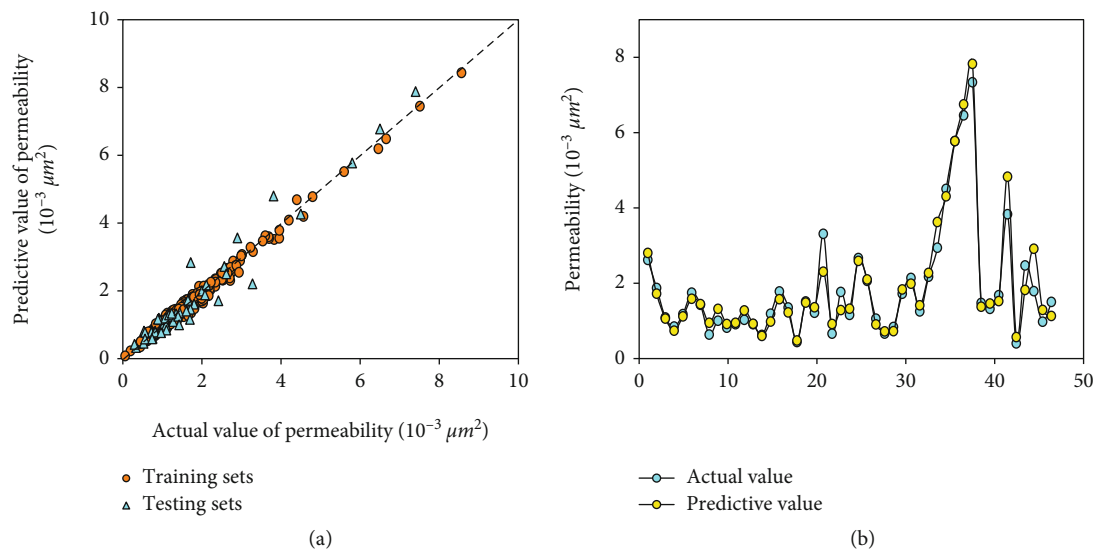 10
8
6
4
2
0
Predictive value of permeability
(10⁻³ μm²)
0 2 4 6 8 10
Actual value of permeability (10⁻³ μm²)
Training sets
Testing sets
(a)
8
6
4
2
0
Permeability (10⁻³ μm²)
0 10 20 30 40 50
Actual value
Predictive value
(b)